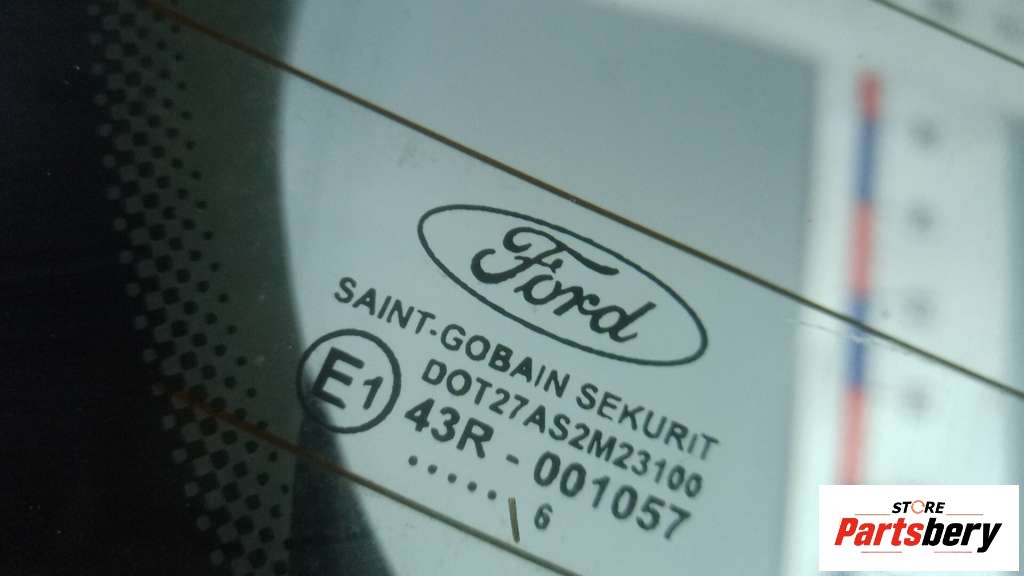 Ford
SAINT-GOBAIN SEKURIT
DOT27AS2M23100
E1
43R - 001057
..... 6
STORE
Partsbery